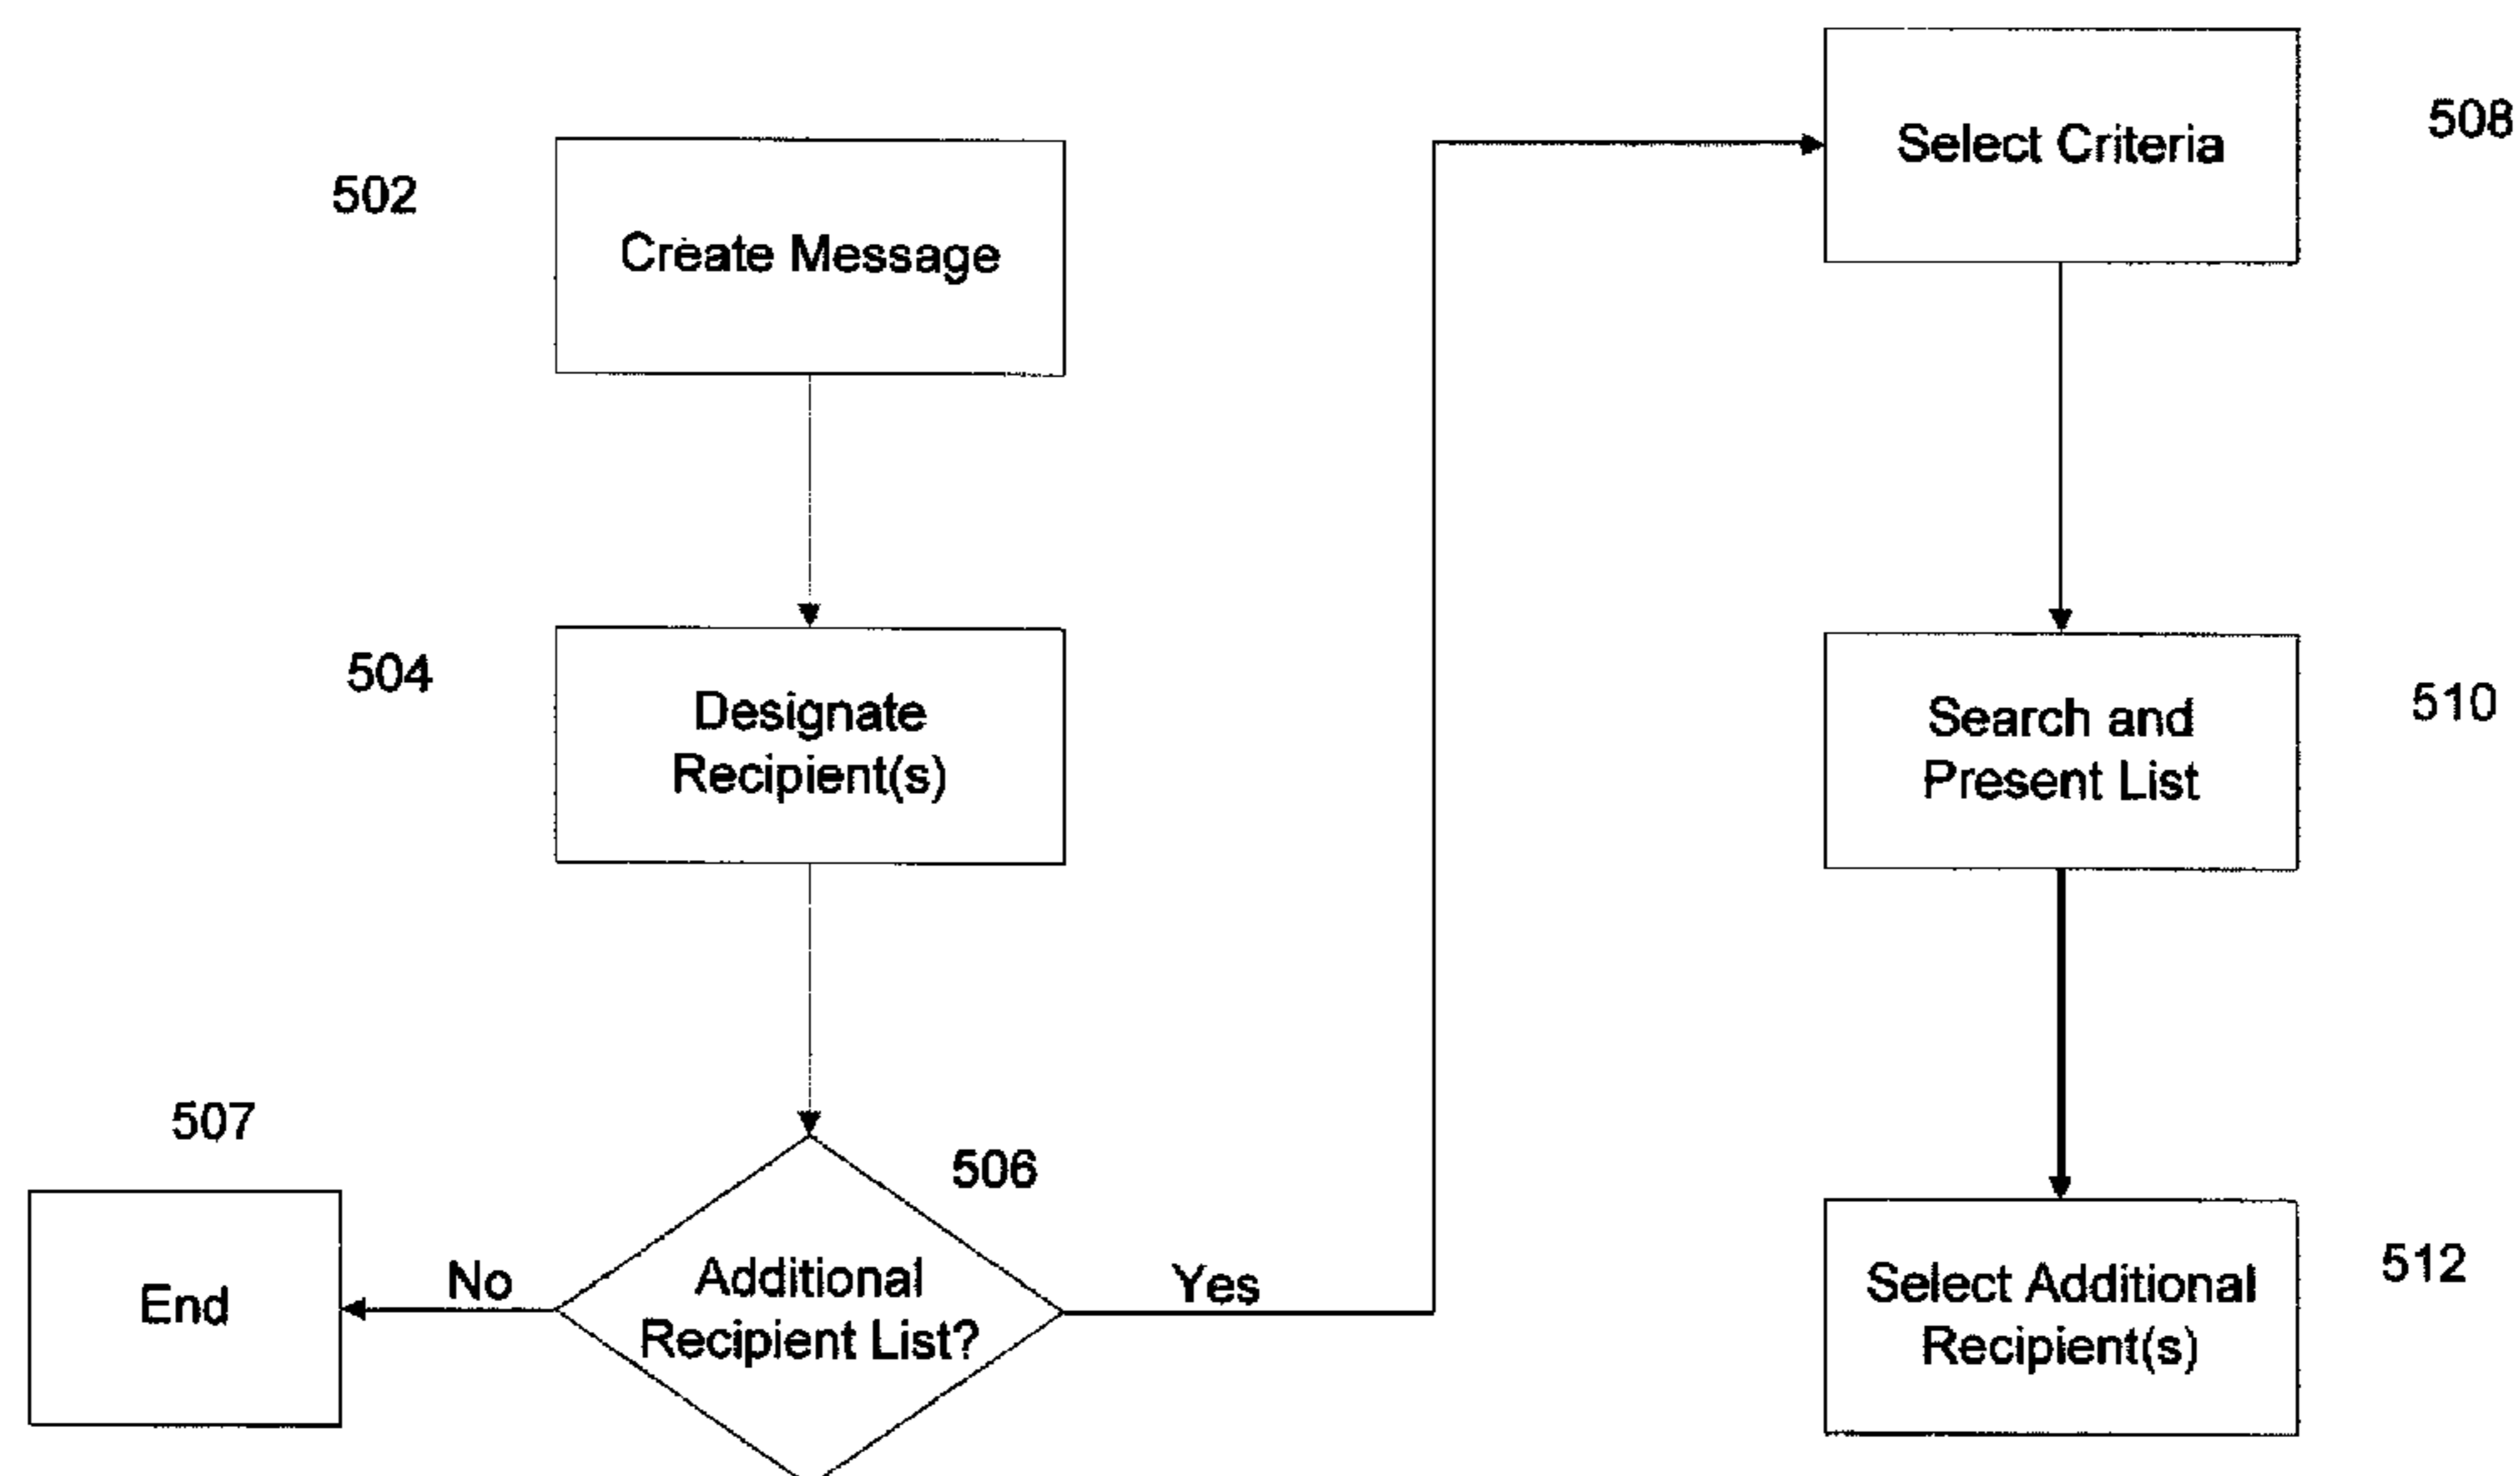 502
Create Message
504
Designate
Recipient(s)
507
End
No
506
Additional
Recipient List?
Yes
508
Select Criteria
510
Search and
Present List
512
Select Additional
Recipient(s)